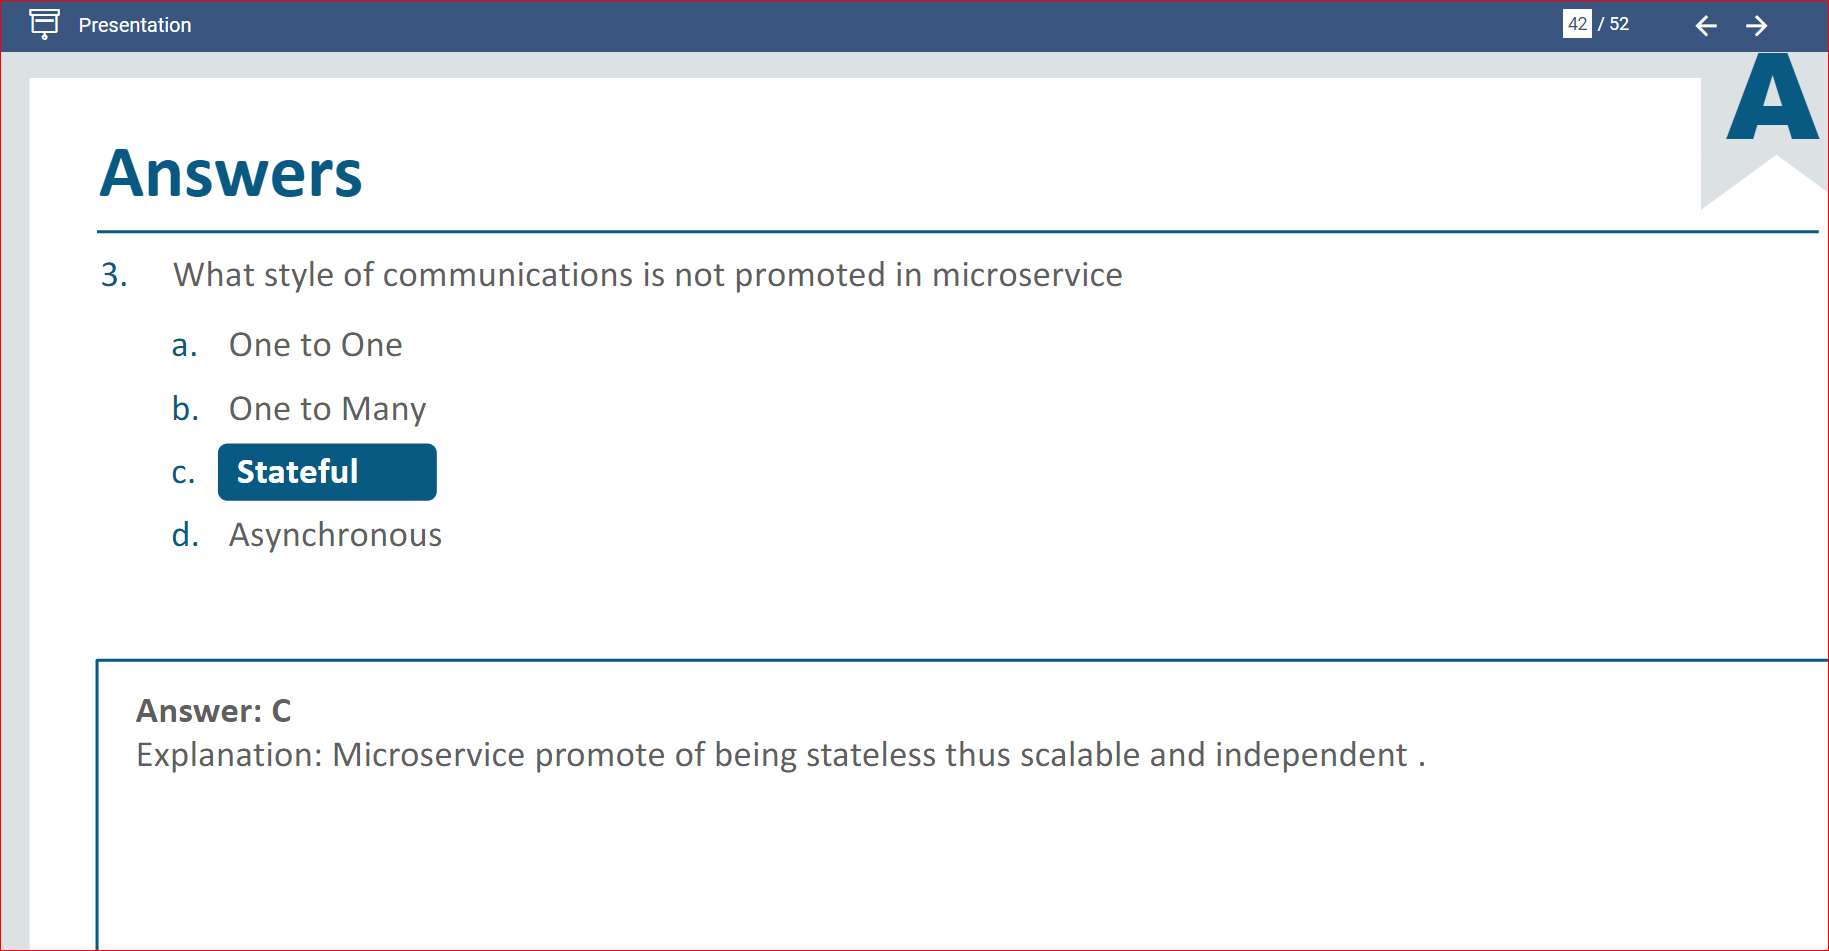 Presentation
42 / 52
A
Answers
3. What style of communications is not promoted in microservice
a. One to One
b. One to Many
c. Stateful
d. Asynchronous
Answer: C
Explanation: Microservice promote of being stateless thus scalable and independent .